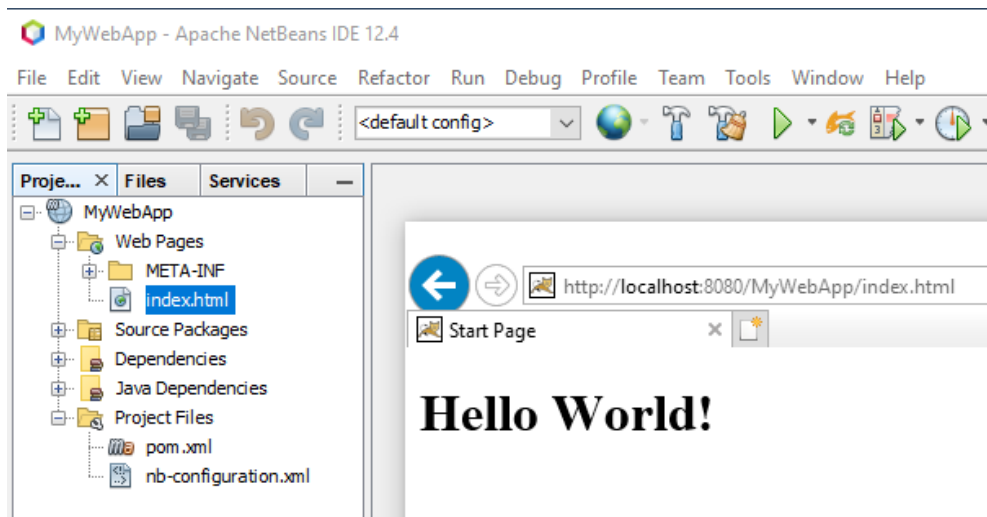 MyWebApp - Apache NetBeans IDE 12.4
File Edit View Navigate Source Refactor Run Debug Profile Team Tools Window Help
<default config>
Proje... Files Services
MyWebApp
Web Pages
META-INF
index.html
Source Packages
Dependencies
Java Dependencies
Project Files
pom.xml
nb-configuration.xml
http://localhost:8080/MyWebApp/index.html
Start Page
Hello World!